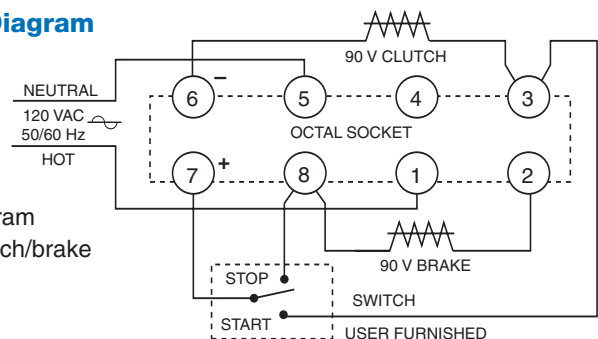 Diagram
90 V CLUTCH
6 − 5 4 3
NEUTRAL
120 VAC
50/60 Hz
HOT
OCTAL SOCKET
7 + 8 1 2
ram
ch/brake
90 V BRAKE
STOP
SWITCH
START
USER FURNISHED